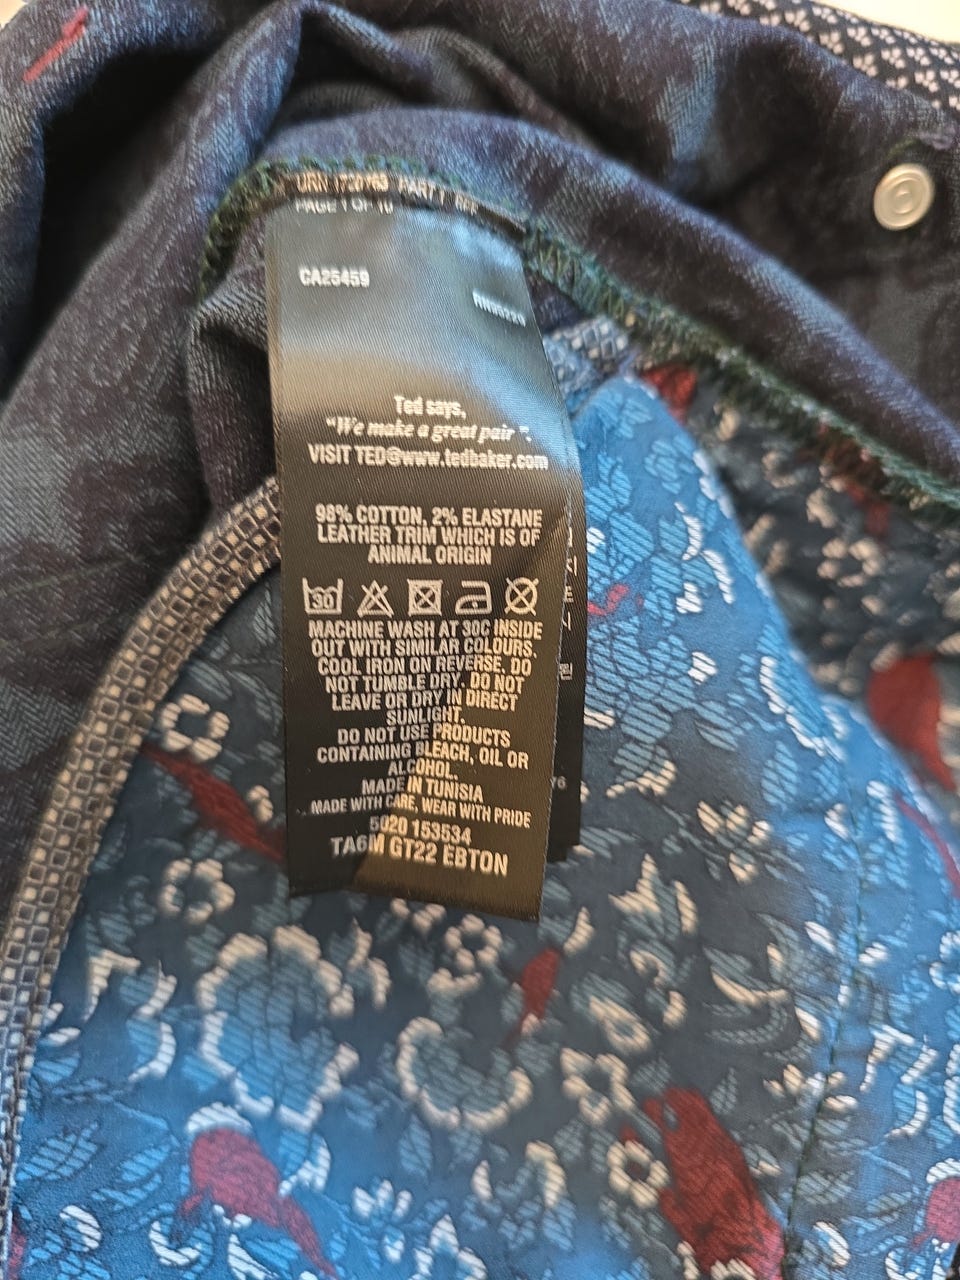 PAGE 1 OF 10
CA25459
Ted says,
"We make a great pair".
VISIT TED@www.tedbaker.com
98% COTTON, 2% ELASTANE
LEATHER TRIM WHICH IS OF
ANIMAL ORIGIN
30
MACHINE WASH AT 30C INSIDE
OUT WITH SIMILAR COLOURS.
COOL IRON ON REVERSE. DO
NOT TUMBLE DRY. DO NOT
LEAVE OR DRY IN DIRECT
SUNLIGHT.
DO NOT USE PRODUCTS
CONTAINING BLEACH, OIL OR
ALCOHOL.
MADE IN TUNISIA
MADE WITH CARE, WEAR WITH PRIDE
5020 153534
TA6M GT22 EBTON